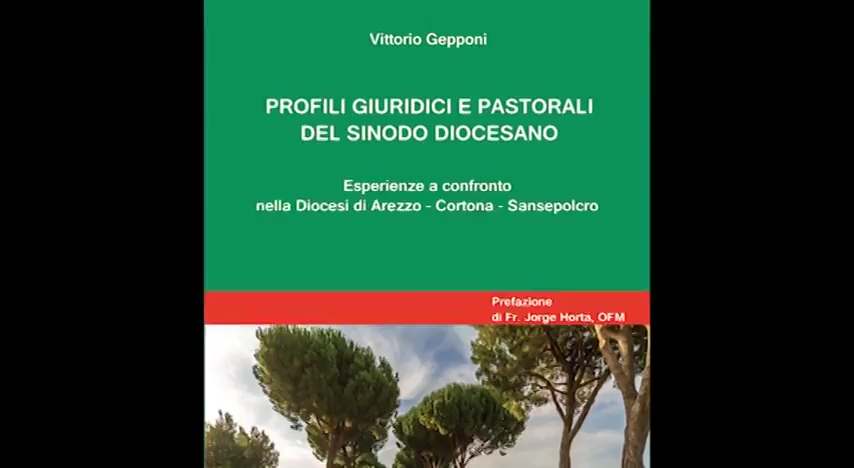 Vittorio Gepponi
PROFILI GIURIDICI E PASTORALI
DEL SINODO DIOCESANO
Esperienze a confronto
nella Diocesi di Arezzo - Cortona - Sansepolcro
Prefazione
di Fr. Jorge Horta, OFM